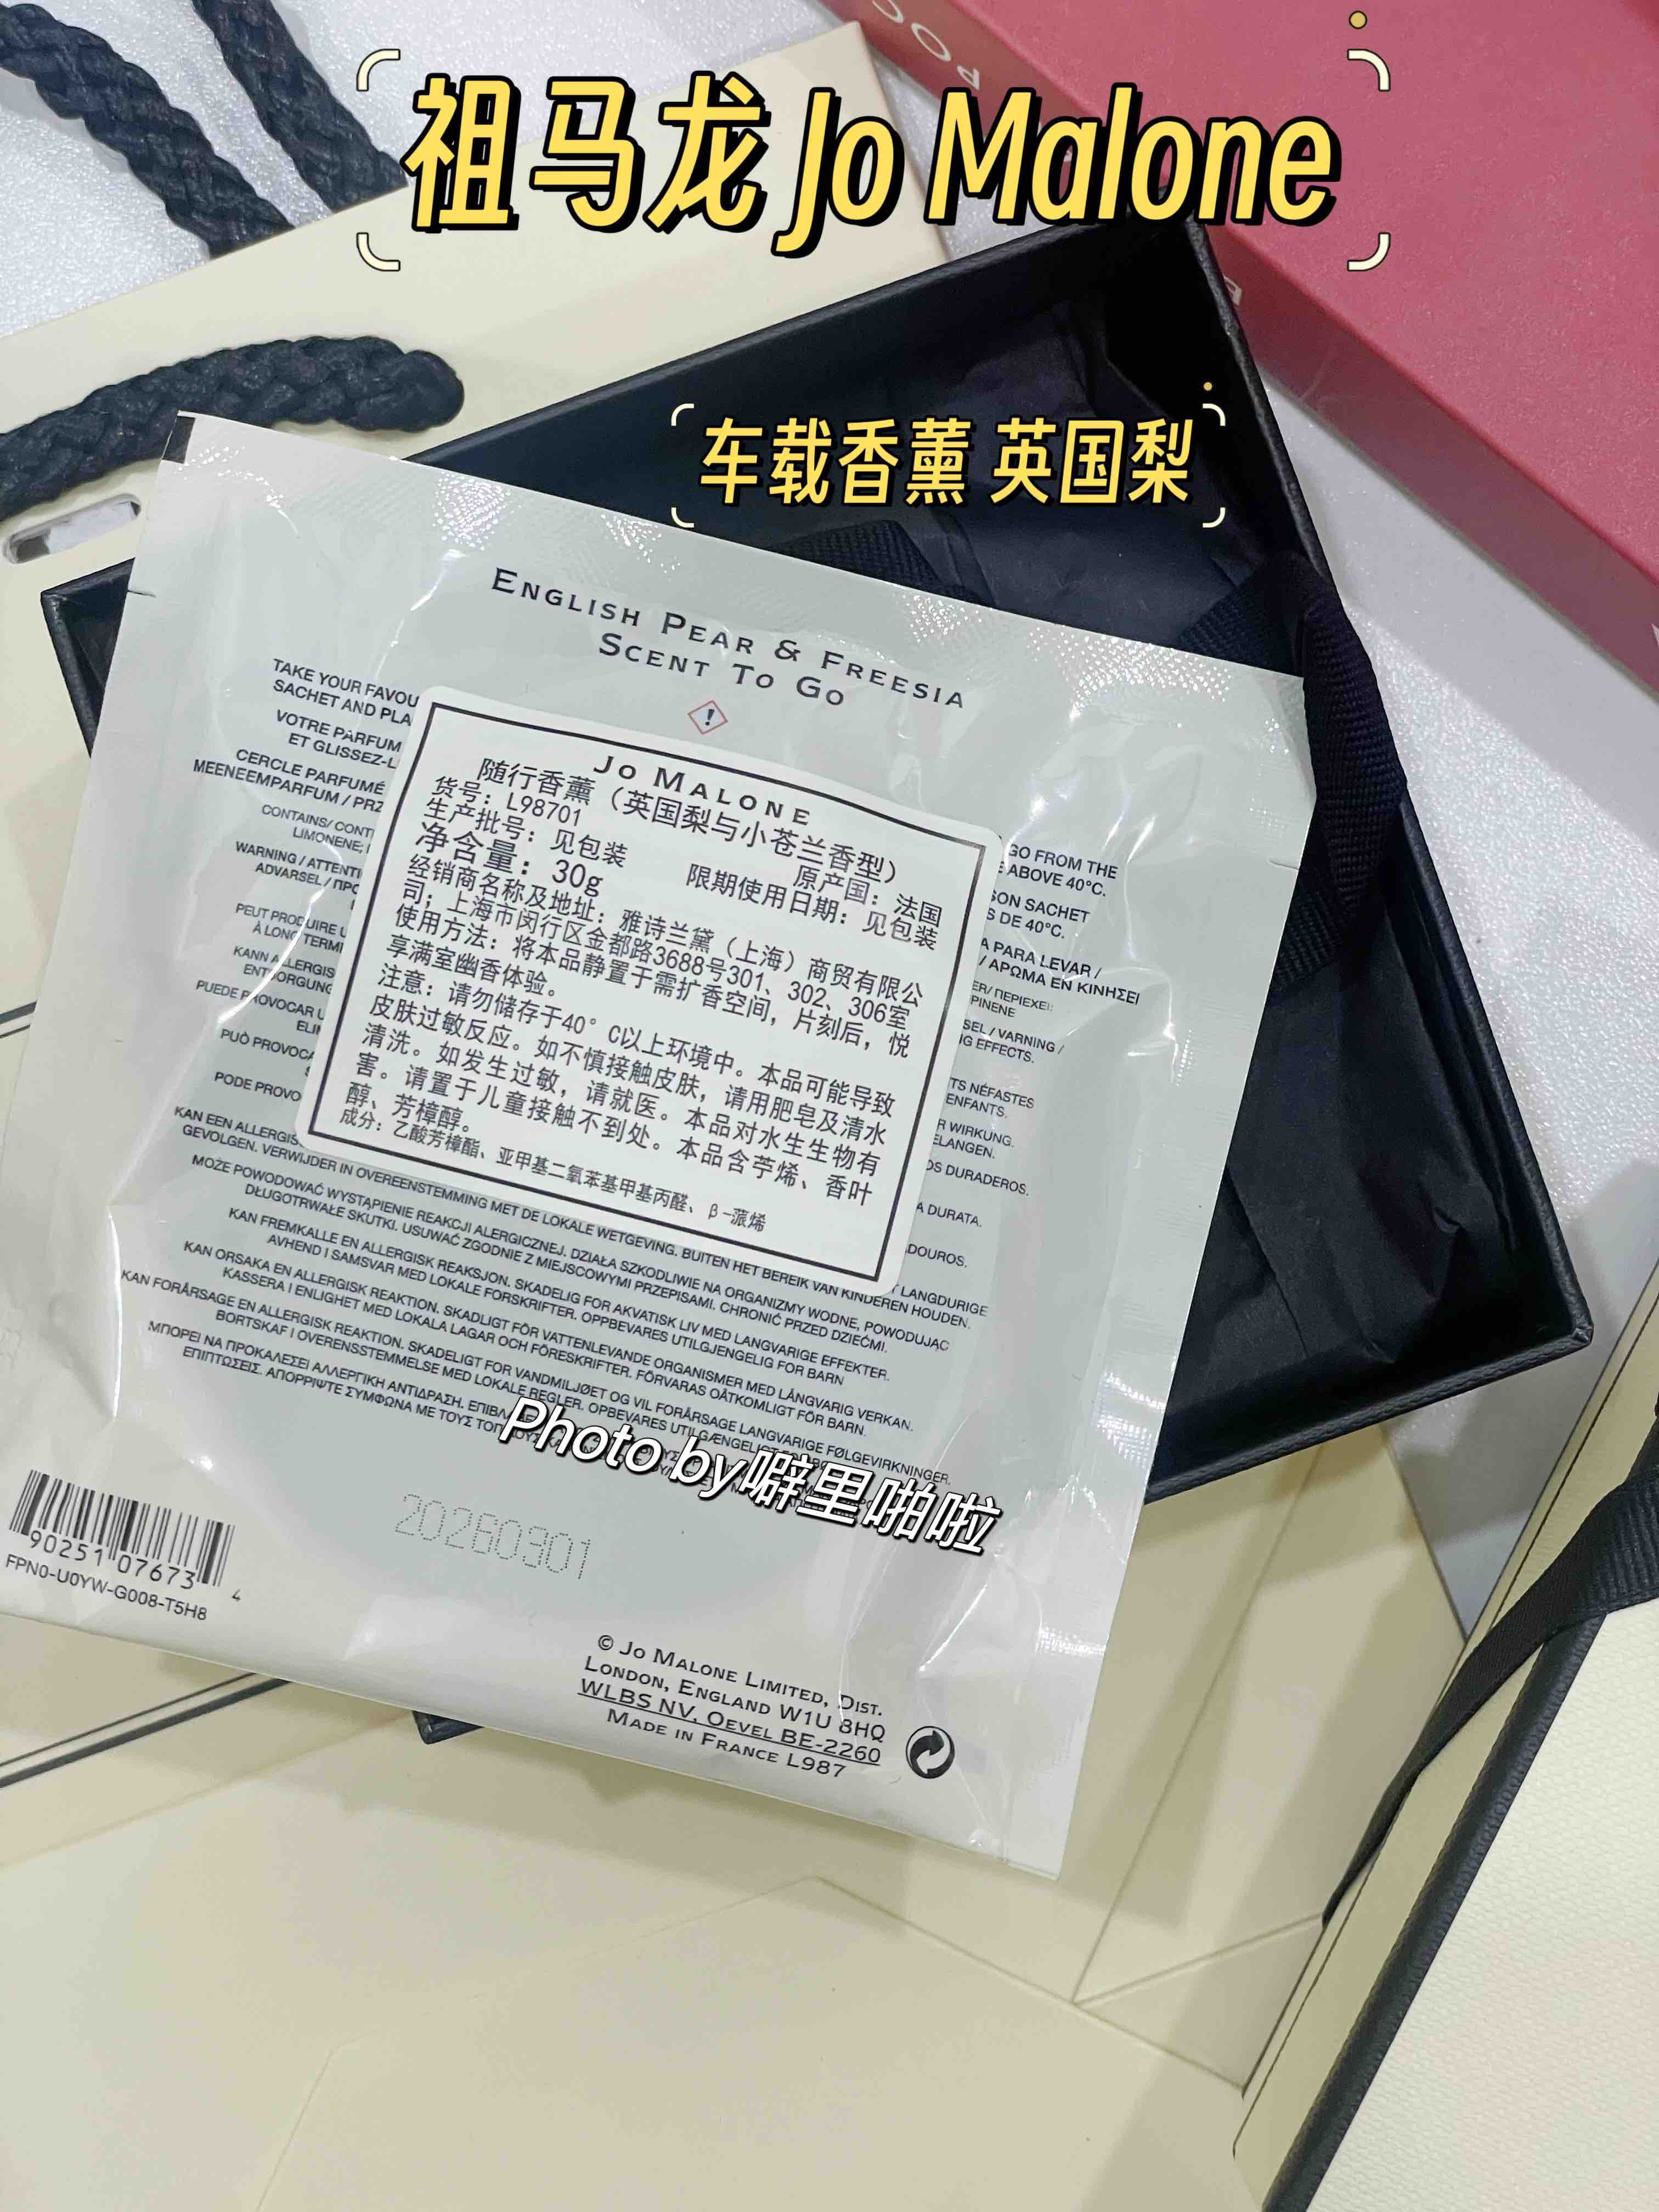 祖马龙 Jo Malone
车载香薰 英国梨
ENGLISH PEAR & FREESIA
SCENT TO GO
TAKE YOUR FAVOU
SACHET AND PLA
VOTRE PARFUM
ET GLISSEZ-L
CERCLE PARFUMÉ
MEENEEMPARFUM / PRZ
CONTAINS/ CONT
LIMONENE;
WARNING / ATTENTI
ADVARSEL / ΠΡΟ
PEUT PRODUIRE U
À LONG TERM
KANN ALLERGIS
ENTSORGUNG
PUEDE PROVOCAR U
ELIM
PUÒ PROVOCA
PODE PROVO
GO FROM THE
ABOVE 40°C.
SON SACHET
S DE 40°C.
A PARA LEVAR /
/ ΑΡΩΜΑ ΕΝ ΚΙΝΗΣΕΙ
ER/ ΠΕΡΙΕΧΕΙ:
PINENE
SEL / VARNING /
G EFFECTS.
TS NÉFASTES
ENFANTS.
R WIRKUNG.
ELANGEN.
OS DURADEROS.
A DURATA.
DOUROS.
JO MALONE
随行香薰（英国梨与小苍兰香型）
货号：L98701 原产国：法国
生产批号：见包装 限期使用日期：见包装
净含量：30g
经销商名称及地址：雅诗兰黛（上海）商贸有限公
司；上海市闵行区金都路3688号301、302、306室
使用方法：将本品静置于需扩香空间，片刻后，悦
享满室幽香体验。
注意：请勿储存于40°C以上环境中。本品可能导致
皮肤过敏反应。如不慎接触皮肤，请用肥皂及清水
清洗。如发生过敏，请就医。本品对水生生物有
害。请置于儿童接触不到处。本品含苧烯、香叶
醇、芳樟醇。
成分：乙酸芳樟酯、亚甲基二氧苯基甲基丙醛、β-蒎烯
KAN EEN ALLERGIS T LANGDURIGE
GEVOLGEN. VERWIJDER IN OVEREENSTEMMING MET DE LOKALE WETGEVING. BUITEN HET BEREIK VAN KINDEREN HOUDEN.
MOŻE POWODOWAĆ WYSTĄPIENIE REAKCJI ALERGICZNEJ. DZIAŁA SZKODLIWIE NA ORGANIZMY WODNE, POWODUJĄC
DŁUGOTRWAŁE SKUTKI. USUWAĆ ZGODNIE Z MIEJSCOWYMI PRZEPISAMI. CHRONIĆ PRZED DZIEĆMI.
KAN FREMKALLE EN ALLERGISK REAKSJON. SKADELIG FOR AKVATISK LIV MED LANGVARIGE EFFEKTER.
AVHEND I SAMSVAR MED LOKALE FORSKRIFTER. OPPBEVARES UTILGJENGELIG FOR BARN
KAN ORSAKA EN ALLERGISK REAKTION. SKADLIGT FÖR VATTENLEVANDE ORGANISMER MED LÅNGVARIG VERKAN.
KASSERA I ENLIGHET MED LOKALA LAGAR OCH FÖRESKRIFTER. FÖRVARAS OÅTKOMLIGT FÖR BARN.
KAN FORÅRSAGE EN ALLERGISK REAKTION. SKADELIGT FOR VANDMILJØET OG VIL FORÅRSAGE LANGVARIGE FØLGEVIRKNINGER.
BORTSKAF I OVERENSSTEMMELSE MED LOKALE REGLER. OPBEVARES UTILGÆNGELIGT
ΜΠΟΡΕΙ ΝΑ ΠΡΟΚΑΛΕΣΕΙ ΑΛΛΕΡΓΙΚΗ ΑΝΤΙΔΡΑΣΗ. ΕΠΙΒΛ
ΕΠΙΠΤΩΣΕΙΣ. ΑΠΟΡΡΙΨΤΕ ΣΥΜΦΩΝΑ ΜΕ ΤΟΥΣ
Photo by噼里啪啦
20260301
90251 07673 4
FPN0-U0YW-G008-T5H8
© JO MALONE LIMITED, DIST.
LONDON, ENGLAND W1U 8HQ
WLBS NV, OEVEL BE-2260
MADE IN FRANCE L987